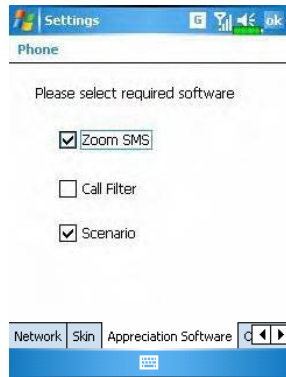 Settings G ok
Phone
Please select required software
Zoom SMS
Call Filter
Scenario
Network Skin Appreciation Software